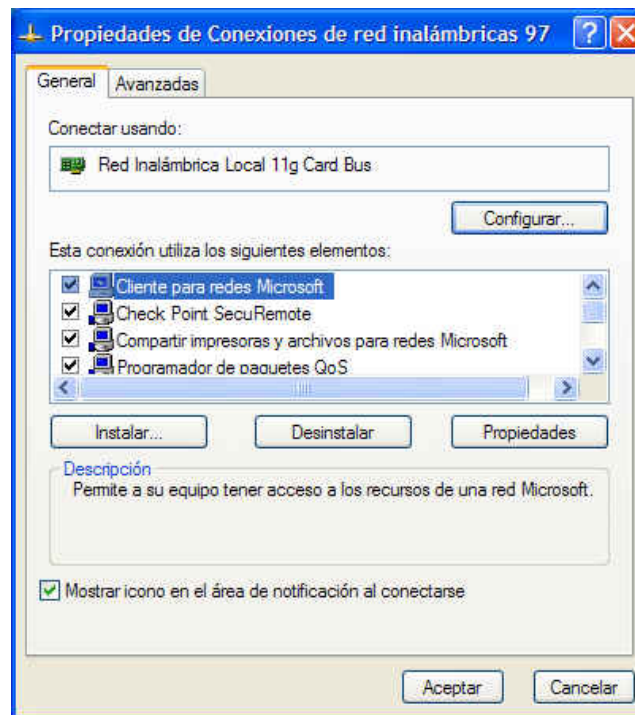 Propiedades de Conexiones de red inalámbricas 97
General
Avanzadas
Conectar usando:
Red Inalámbrica Local 11g Card Bus
Configurar...
Esta conexión utiliza los siguientes elementos:
Cliente para redes Microsoft
Check Point SecuRemote
Compartir impresoras y archivos para redes Microsoft
Programador de paquetes QoS
Instalar...
Desinstalar
Propiedades
Descripción
Permite a su equipo tener acceso a los recursos de una red Microsoft.
Mostrar icono en el área de notificación al conectarse
Aceptar
Cancelar